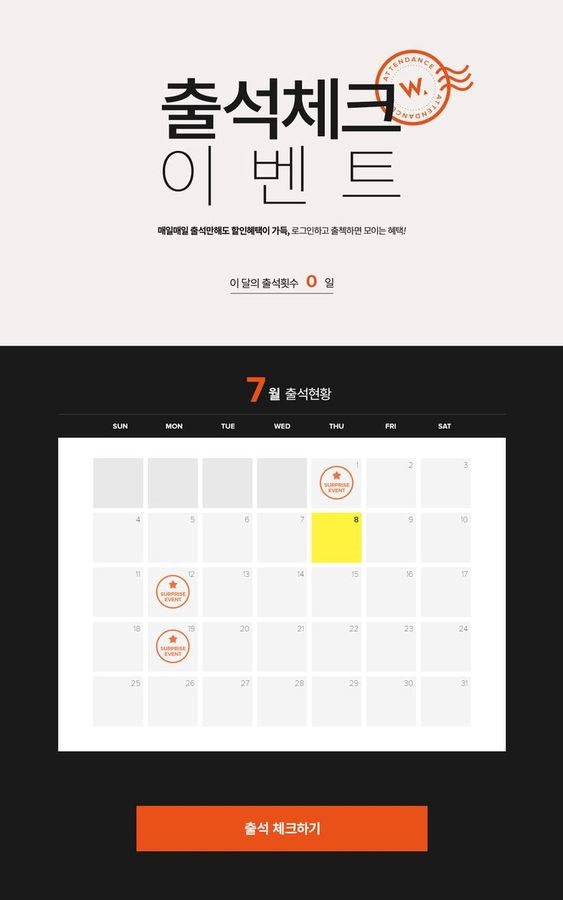 ATTENDANCE
W.
ATTENDANCE
출석체크
이벤트
매일매일 출석만해도 할인혜택이 가득, 로그인하고 출첵하면 모이는 혜택!
이 달의 출석횟수 0 일
7월 출석현황
SUN MON TUE WED THU FRI SAT
1 2 3
SURPRISE
EVENT
4 5 6 7 8 9 10
11 12 13 14 15 16 17
SURPRISE
EVENT
18 19 20 21 22 23 24
SURPRISE
EVENT
25 26 27 28 29 30 31
출석 체크하기